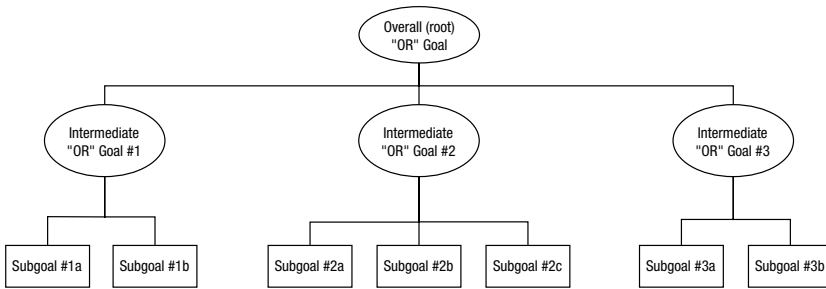 Overall (root)
"OR" Goal
Intermediate
"OR" Goal #1
Intermediate
"OR" Goal #2
Intermediate
"OR" Goal #3
Subgoal #1a
Subgoal #1b
Subgoal #2a
Subgoal #2b
Subgoal #2c
Subgoal #3a
Subgoal #3b